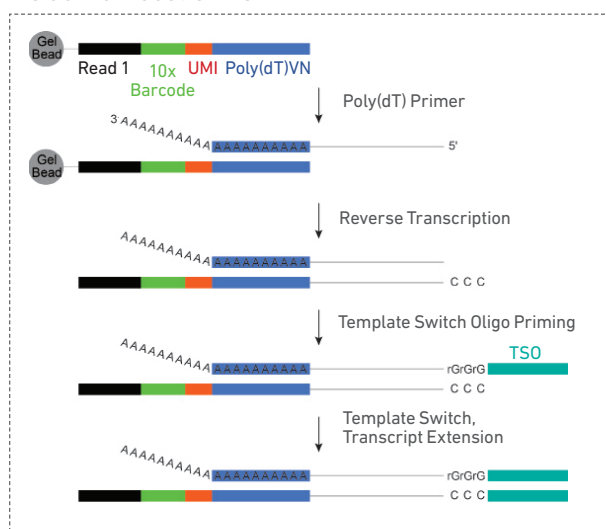 Gel
Bead
Read 1
10x
Barcode
UMI
Poly(dT)VN
Poly(dT) Primer
3'
AAAAAAAAAA
AAAAAAAAAA
5'
Gel
Bead
Reverse Transcription
AAAAAAAAAA
AAAAAAAAAA
C C C
Template Switch Oligo Priming
TSO
AAAAAAAAAA
AAAAAAAAAA
rGrGrG
C C C
Template Switch,
Transcript Extension
AAAAAAAAAA
AAAAAAAAAA
rGrGrG
C C C